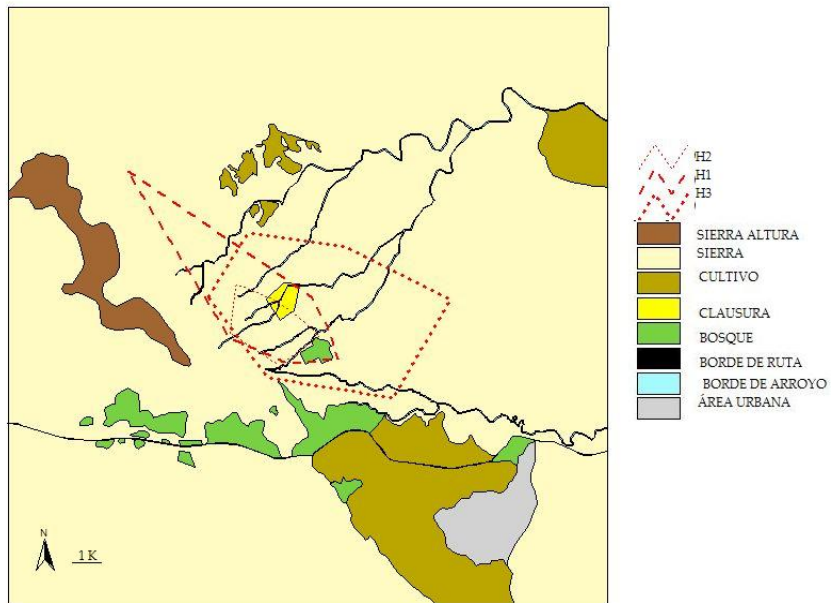 H2
H1
H3
SIERRA ALTURA
SIERRA
CULTIVO
CLAUSURA
BOSQUE
BORDE DE RUTA
BORDE DE ARROYO
ÁREA URBANA
N
1 K